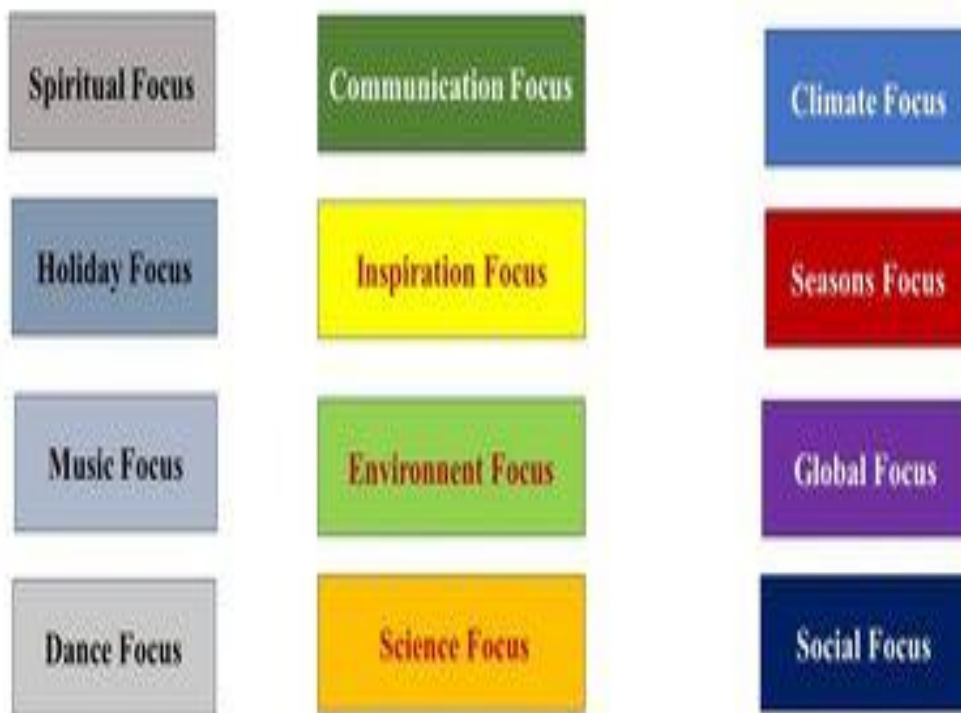 Spiritual Focus
Communication Focus
Climate Focus
Holiday Focus
Inspiration Focus
Seasons Focus
Music Focus
Environnent Focus
Global Focus
Dance Focus
Science Focus
Social Focus